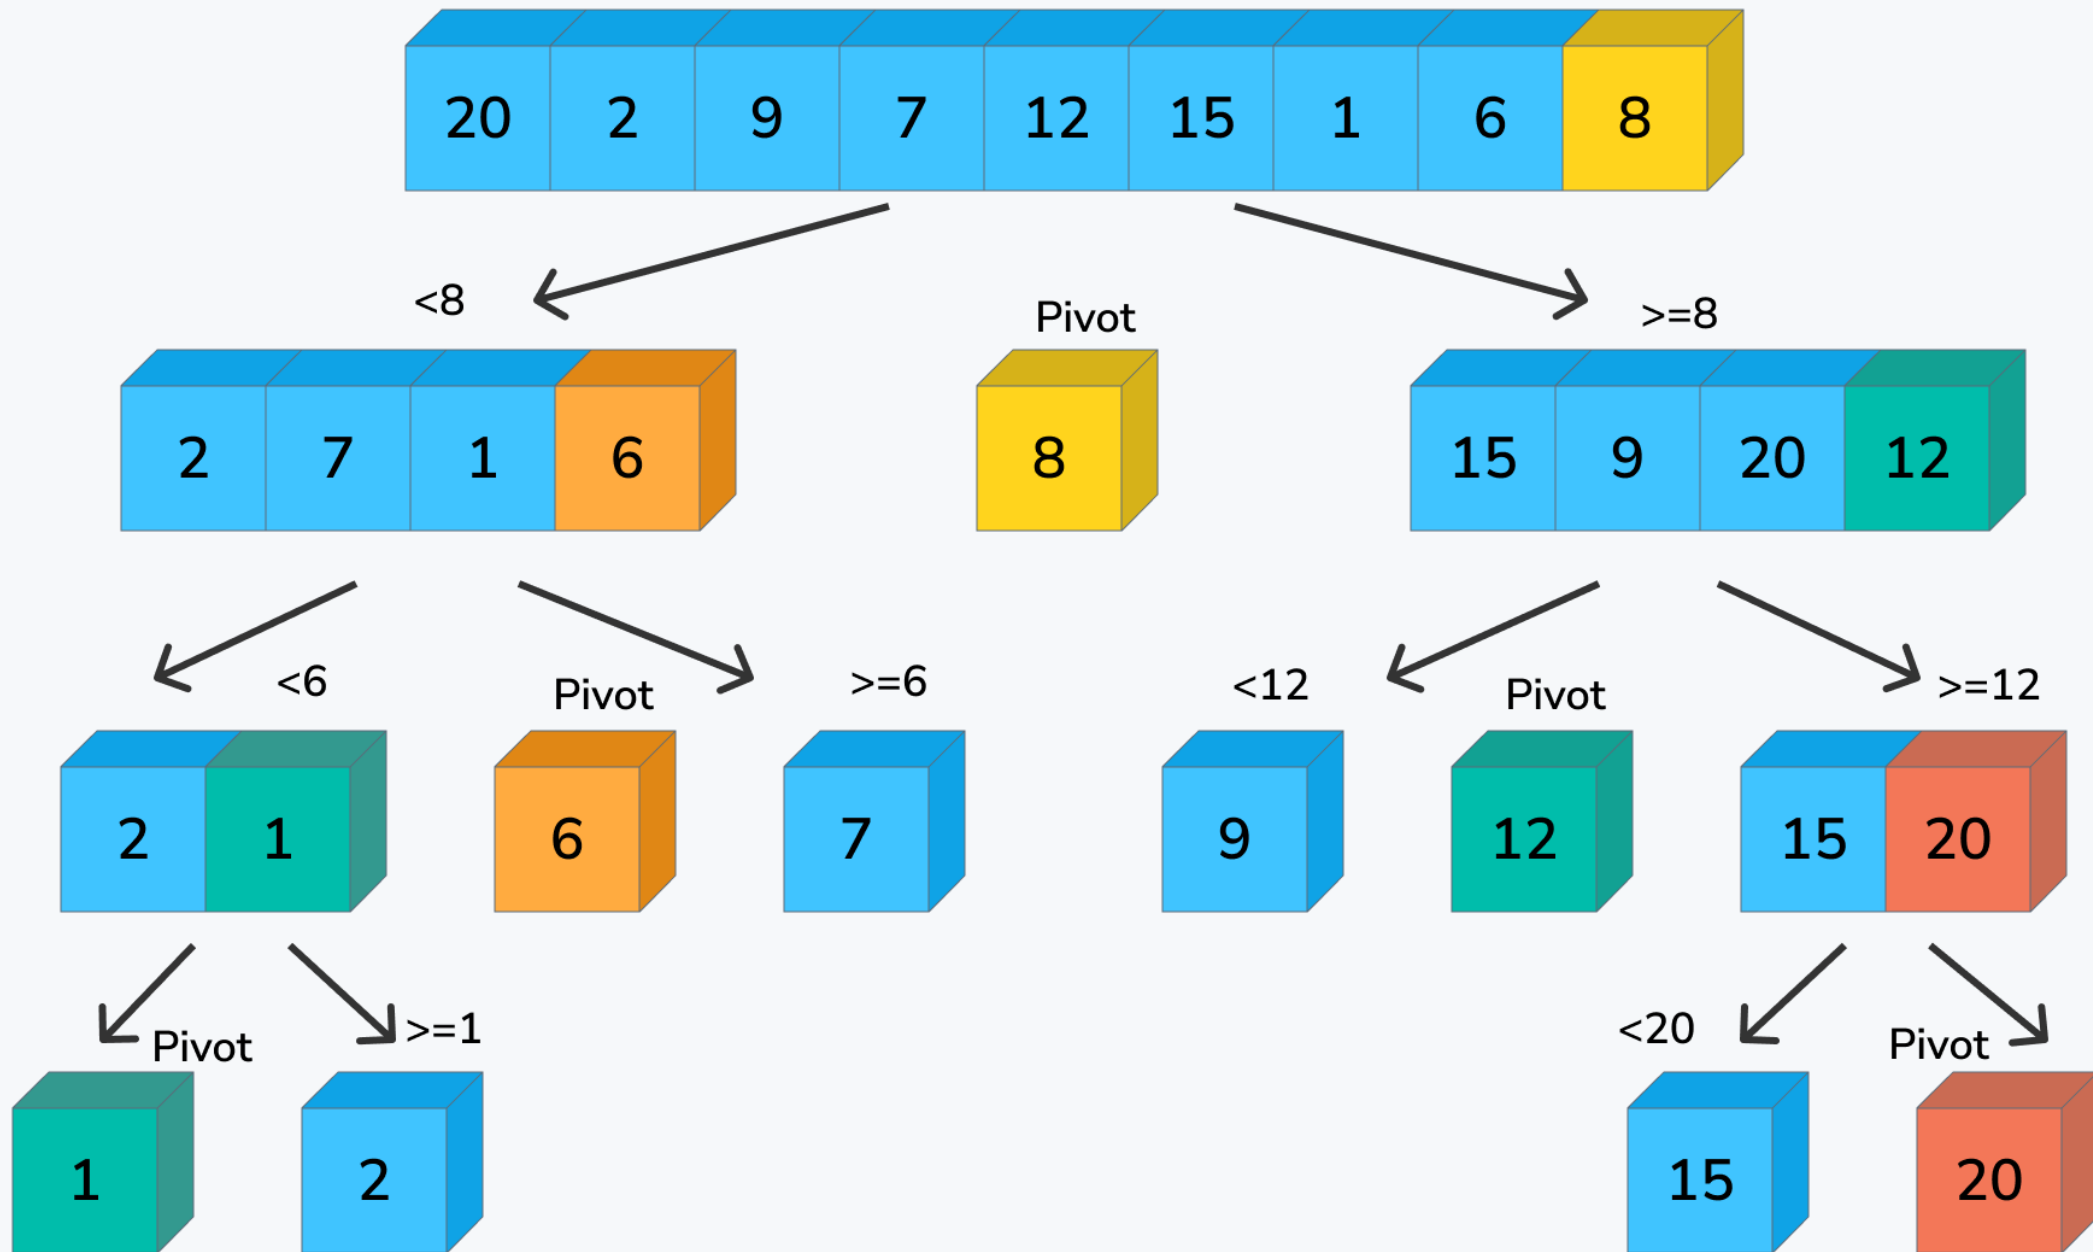 20 2 9 7 12 15 1 6 8
<8 Pivot >=8
2 7 1 6 8 15 9 20 12
<6 Pivot >=6 <12 Pivot >=12
2 1 6 7 9 12 15 20
Pivot >=1 <20 Pivot
1 2 15 20